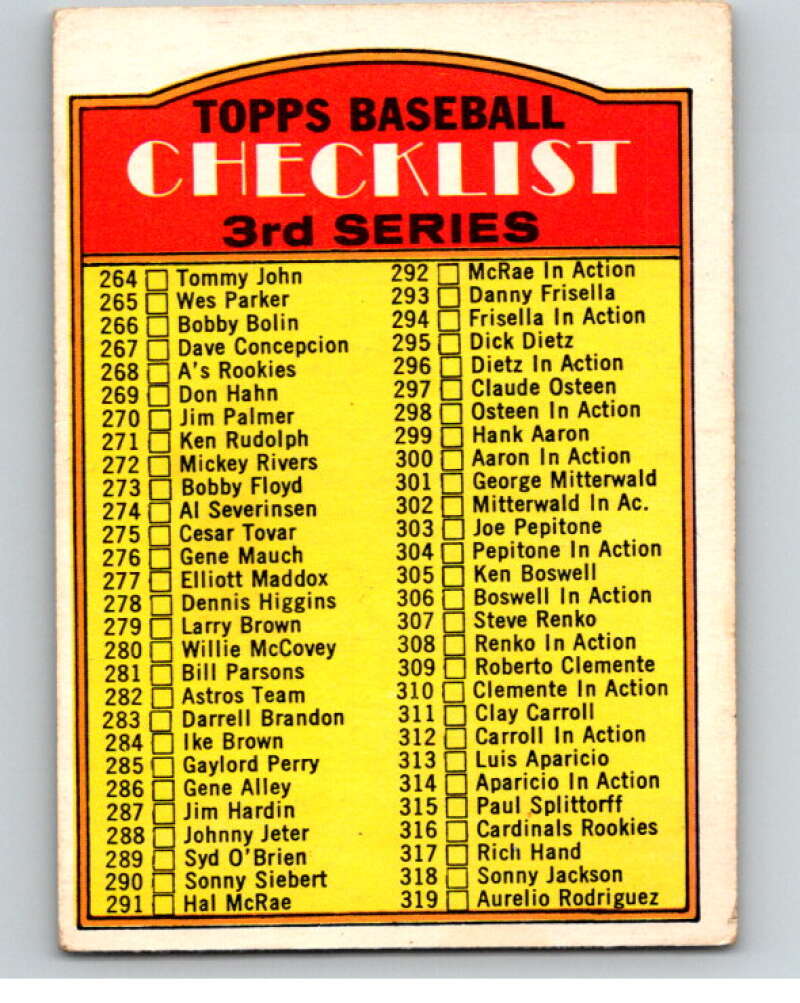 TOPPS BASEBALL
CHECKLIST
3rd SERIES
264 Tommy John
265 Wes Parker
266 Bobby Bolin
267 Dave Concepcion
268 A's Rookies
269 Don Hahn
270 Jim Palmer
271 Ken Rudolph
272 Mickey Rivers
273 Bobby Floyd
274 Al Severinsen
275 Cesar Tovar
276 Gene Mauch
277 Elliott Maddox
278 Dennis Higgins
279 Larry Brown
280 Willie McCovey
281 Bill Parsons
282 Astros Team
283 Darrell Brandon
284 Ike Brown
285 Gaylord Perry
286 Gene Alley
287 Jim Hardin
288 Johnny Jeter
289 Syd O'Brien
290 Sonny Siebert
291 Hal McRae
292 McRae In Action
293 Danny Frisella
294 Frisella In Action
295 Dick Dietz
296 Dietz In Action
297 Claude Osteen
298 Osteen In Action
299 Hank Aaron
300 Aaron In Action
301 George Mitterwald
302 Mitterwald In Ac.
303 Joe Pepitone
304 Pepitone In Action
305 Ken Boswell
306 Boswell In Action
307 Steve Renko
308 Renko In Action
309 Roberto Clemente
310 Clemente In Action
311 Clay Carroll
312 Carroll In Action
313 Luis Aparicio
314 Aparicio In Action
315 Paul Splittorff
316 Cardinals Rookies
317 Rich Hand
318 Sonny Jackson
319 Aurelio Rodriguez